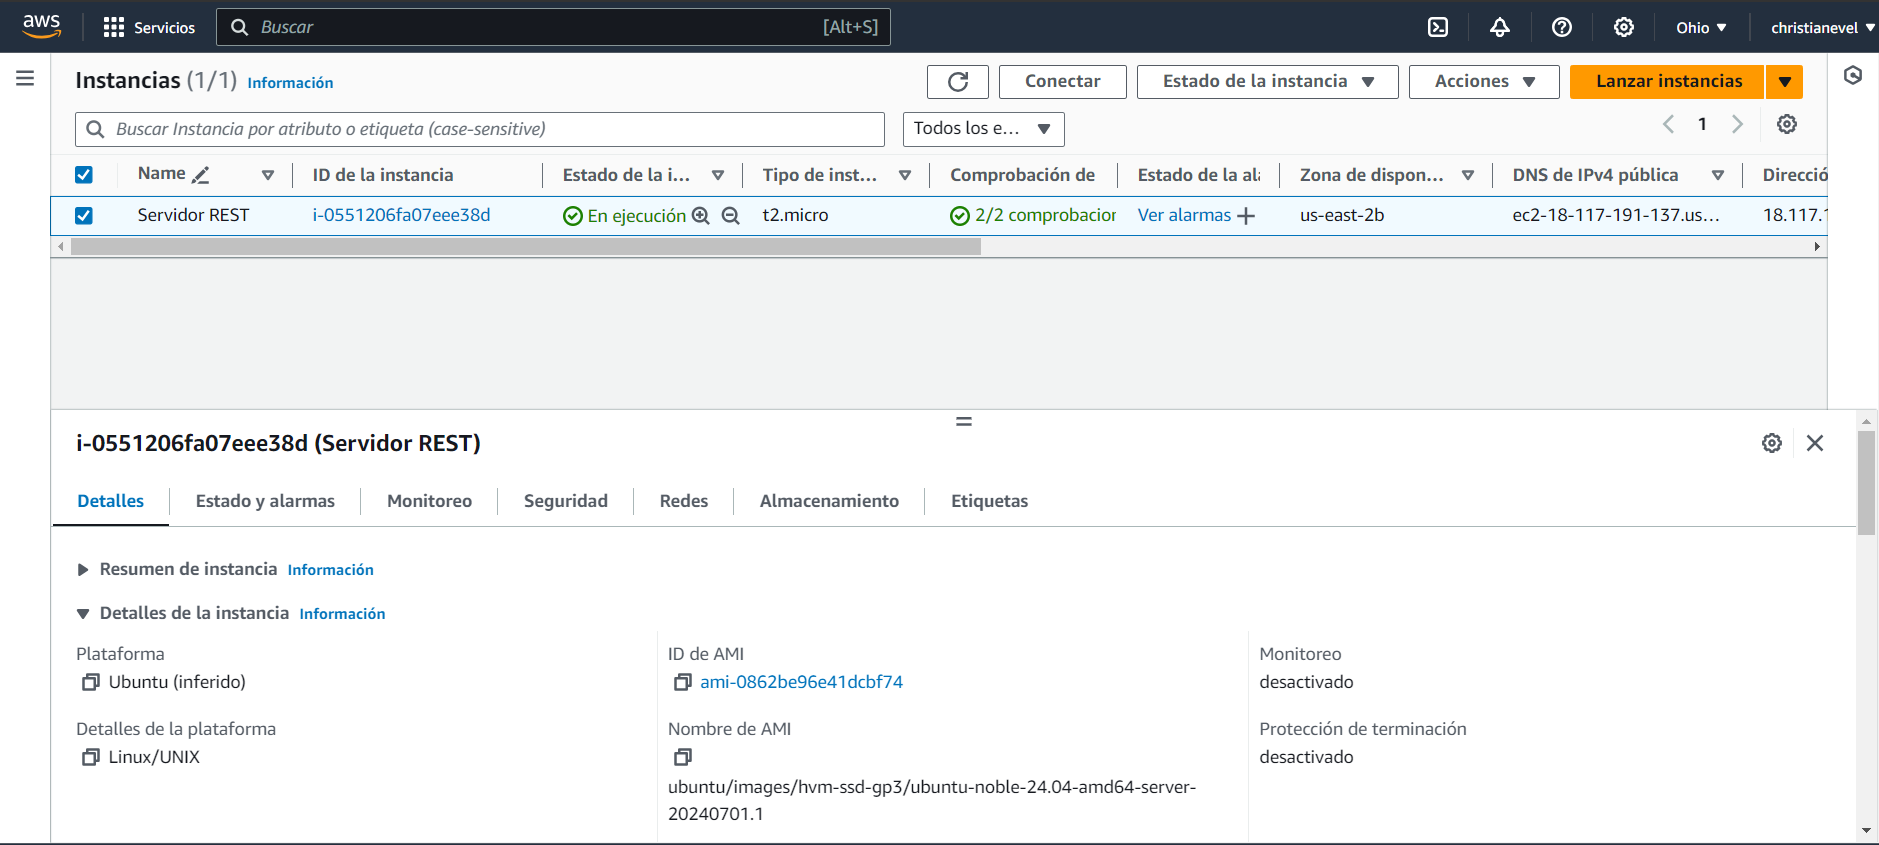 aws Servicios Buscar [Alt+S] Ohio christianevel
Instancias (1/1) Información Conectar Estado de la instancia Acciones Lanzar instancias
Buscar Instancia por atributo o etiqueta (case-sensitive) Todos los e... 1
Name ID de la instancia Estado de la i... Tipo de inst... Comprobación de Estado de la al Zona de dispon... DNS de IPv4 pública Direcció
Servidor REST i-0551206fa07eee38d En ejecución t2.micro 2/2 comprobacion Ver alarmas us-east-2b ec2-18-117-191-137.us... 18.117.1
i-0551206fa07eee38d (Servidor REST)
Detalles Estado y alarmas Monitoreo Seguridad Redes Almacenamiento Etiquetas
Resumen de instancia Información
Detalles de la instancia Información
Plataforma
Ubuntu (inferido)
ID de AMI
ami-0862be96e41dcbf74
Monitoreo
desactivado
Detalles de la plataforma
Linux/UNIX
Nombre de AMI
ubuntu/images/hvm-ssd-gp3/ubuntu-noble-24.04-amd64-server-
20240701.1
Protección de terminación
desactivado